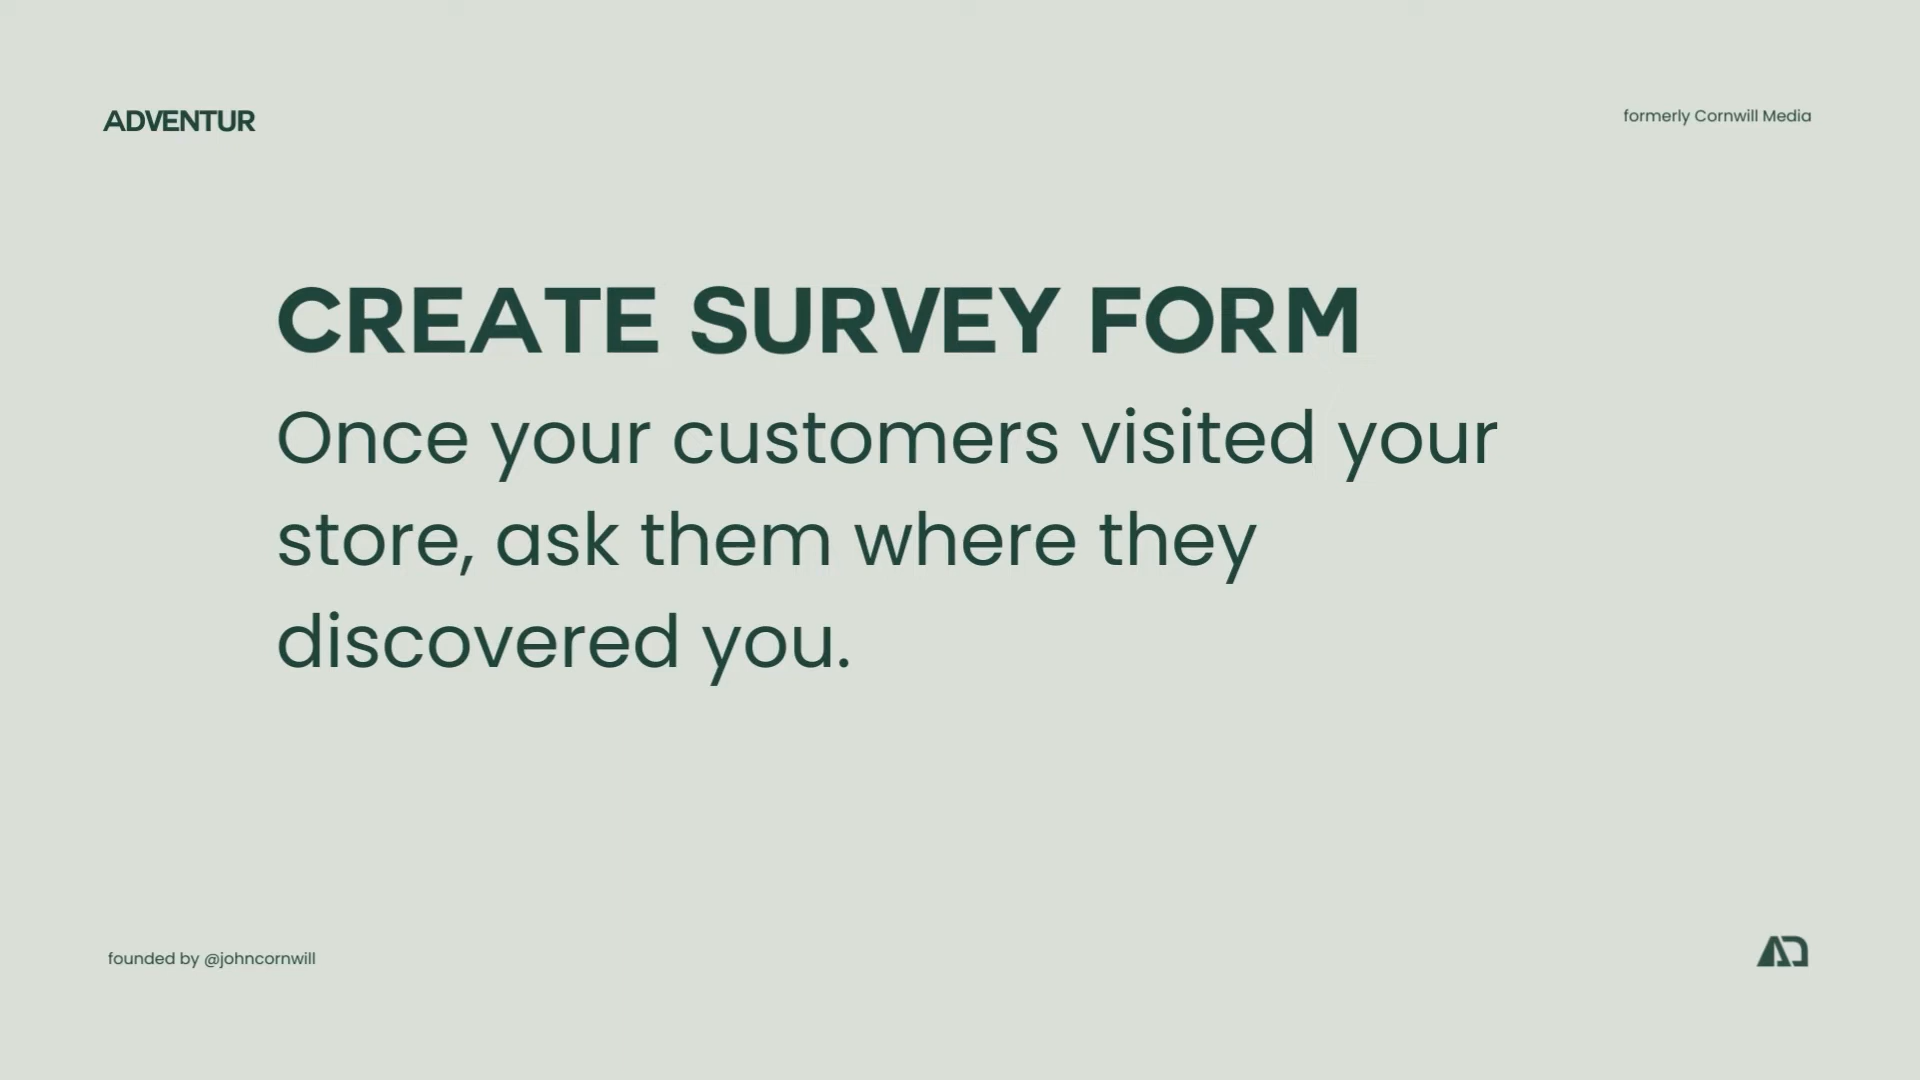 ADVENTUR
formerly Cornwill Media
CREATE SURVEY FORM
Once your customers visited your
store, ask them where they
discovered you.
founded by @johncornwill
AD